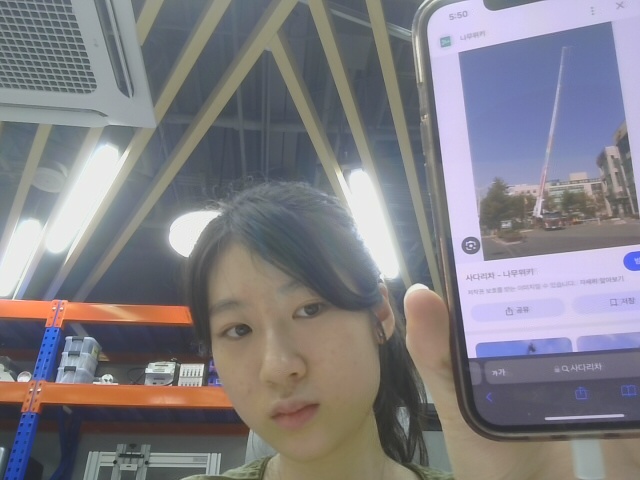 5:50
나무위키
사다리차 - 나무위키
저작권 보호를 받는 이미지일 수 있습니다. 자세히 알아보기
공유
저장
가가
사다리차